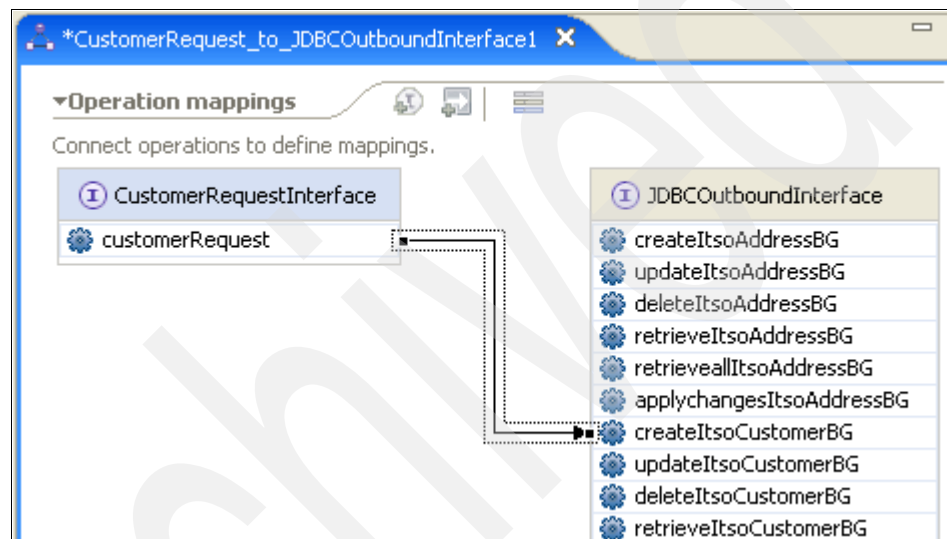 *CustomerRequest_to_JDBCOutboundInterface1
Operation mappings
Connect operations to define mappings.
CustomerRequestInterface
customerRequest
JDBCOutboundInterface
createItsoAddressBG
updateItsoAddressBG
deleteItsoAddressBG
retrieveItsoAddressBG
retrieveallItsoAddressBG
applychangesItsoAddressBG
createItsoCustomerBG
updateItsoCustomerBG
deleteItsoCustomerBG
retrieveItsoCustomerBG